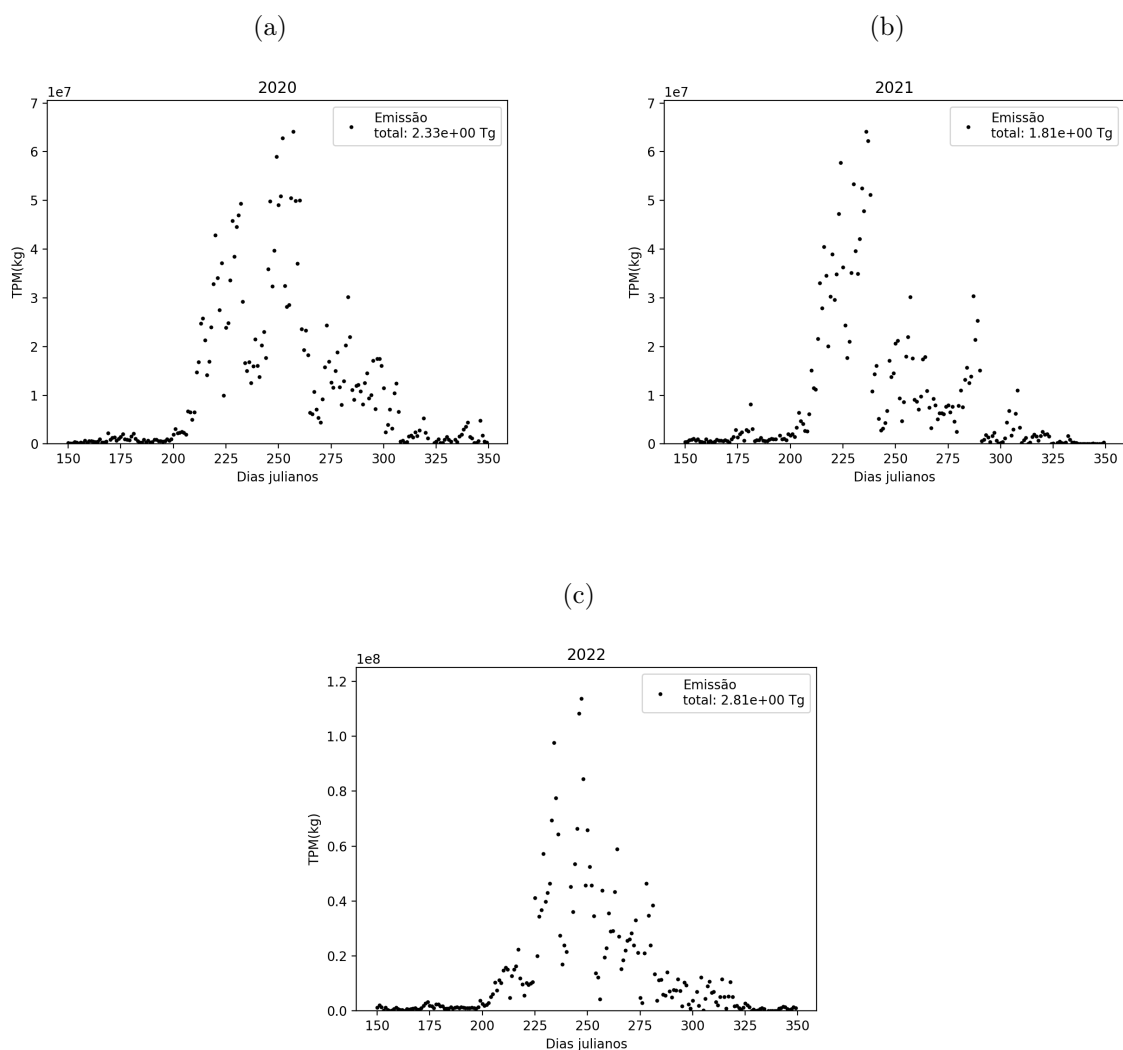 (a)
(b)
2020
2021
1e7
1e7
Emissão
total: 2.33e+00 Tg
Emissão
total: 1.81e+00 Tg
7
6
5
4
3
2
1
0
TPM(kg)
150 175 200 225 250 275 300 325 350
Dias julianos
7
6
5
4
3
2
1
0
TPM(kg)
150 175 200 225 250 275 300 325 350
Dias julianos
(c)
2022
1e8
Emissão
total: 2.81e+00 Tg
1.2
1.0
0.8
0.6
0.4
0.2
0.0
TPM(kg)
150 175 200 225 250 275 300 325 350
Dias julianos